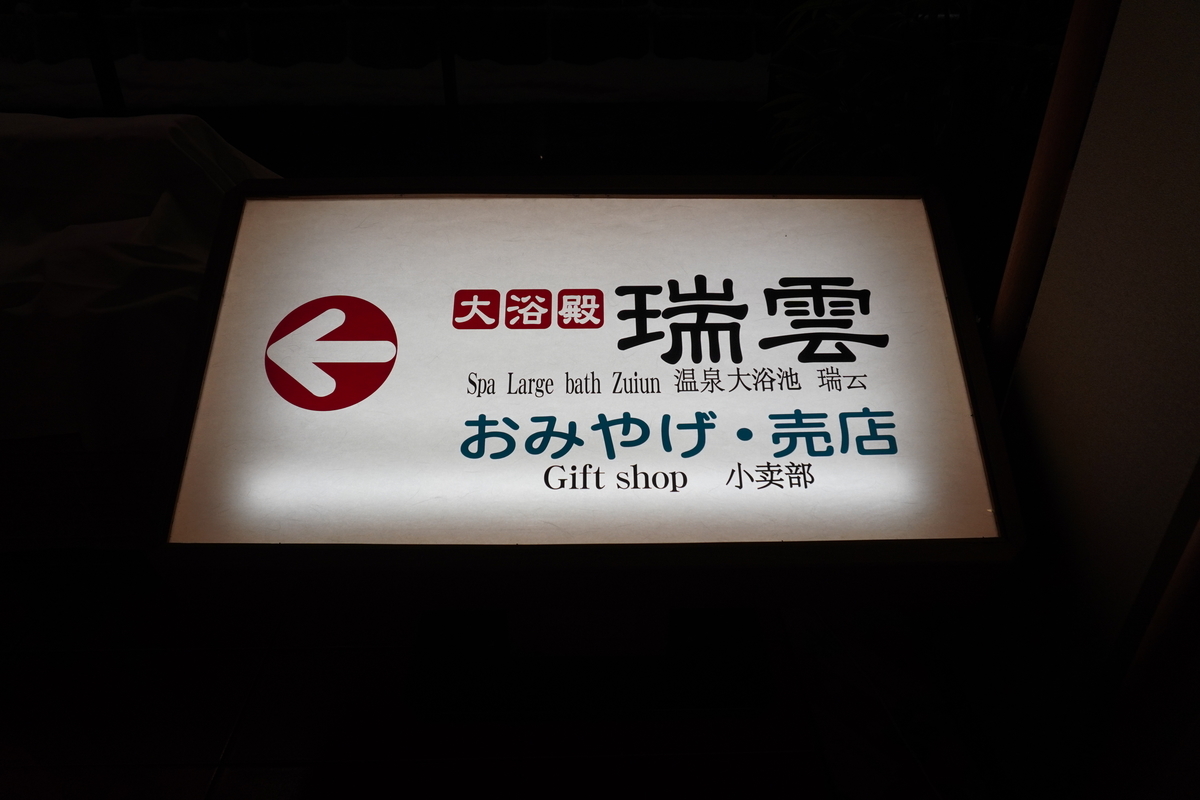 大浴殿 瑞雲
Spa Large bath Zuiun 温泉大浴池 瑞云
おみやげ・売店
Gift shop 小卖部